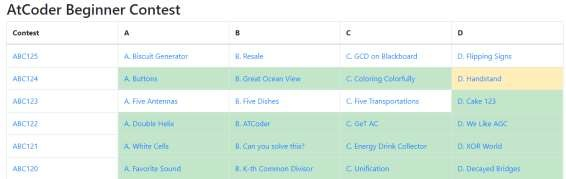 AtCoder Beginner Contest
Contest A B C D
ABC125 A. Biscuit Generator B. Resale C. GCD on Blackboard D. Flipping Signs
ABC124 A. Buttons B. Great Ocean View C. Coloring Colorfully D. Handstand
ABC123 A. Five Antennas B. Five Dishes C. Five Transportations D. Cake 123
ABC122 A. Double Helix B. ATCoder C. GeT AC D. We Like AGC
ABC121 A. White Cells B. Can you solve this? C. Energy Drink Collector D. XOR World
ABC120 A. Favorite Sound B. K-th Common Divisor C. Unification D. Decayed Bridges